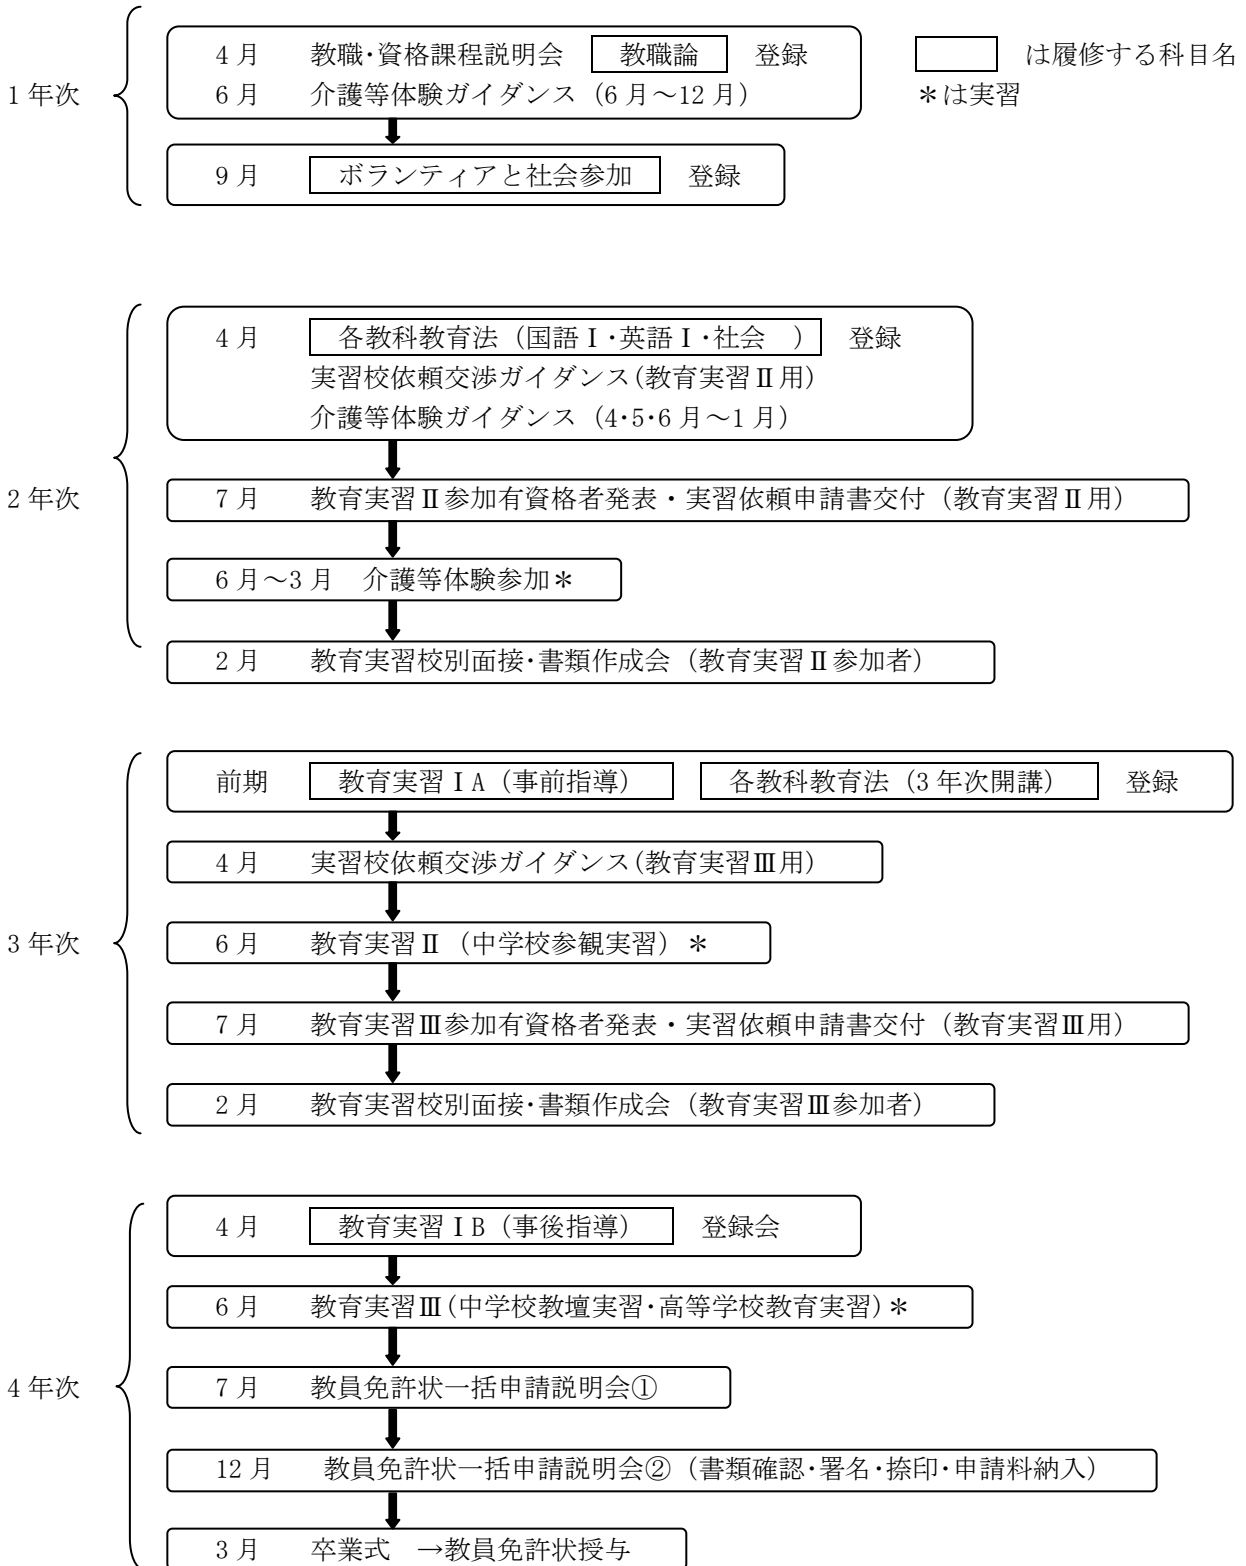 4月 教職・資格課程説明会 教職論 登録
は履修する科目名
1年次
6月 介護等体験ガイダンス（6月～12月）
＊は実習
9月 ボランティアと社会参加 登録
4月 各教科教育法（国語Ⅰ・英語Ⅰ・社会　） 登録
実習校依頼交渉ガイダンス(教育実習Ⅱ用)
介護等体験ガイダンス（4・5・6月～1月）
2年次
7月 教育実習Ⅱ参加有資格者発表・実習依頼申請書交付（教育実習Ⅱ用）
6月～3月 介護等体験参加＊
2月 教育実習校別面接・書類作成会（教育実習Ⅱ参加者）
前期 教育実習ⅠA（事前指導） 各教科教育法（3年次開講） 登録
4月 実習校依頼交渉ガイダンス(教育実習Ⅲ用)
3年次
6月 教育実習Ⅱ（中学校参観実習）＊
7月 教育実習Ⅲ参加有資格者発表・実習依頼申請書交付（教育実習Ⅲ用）
2月 教育実習校別面接・書類作成会（教育実習Ⅲ参加者）
4月 教育実習ⅠB（事後指導） 登録会
6月 教育実習Ⅲ(中学校教壇実習・高等学校教育実習)＊
4年次
7月 教員免許状一括申請説明会①
12月 教員免許状一括申請説明会②（書類確認・署名・捺印・申請料納入）
3月 卒業式 →教員免許状授与